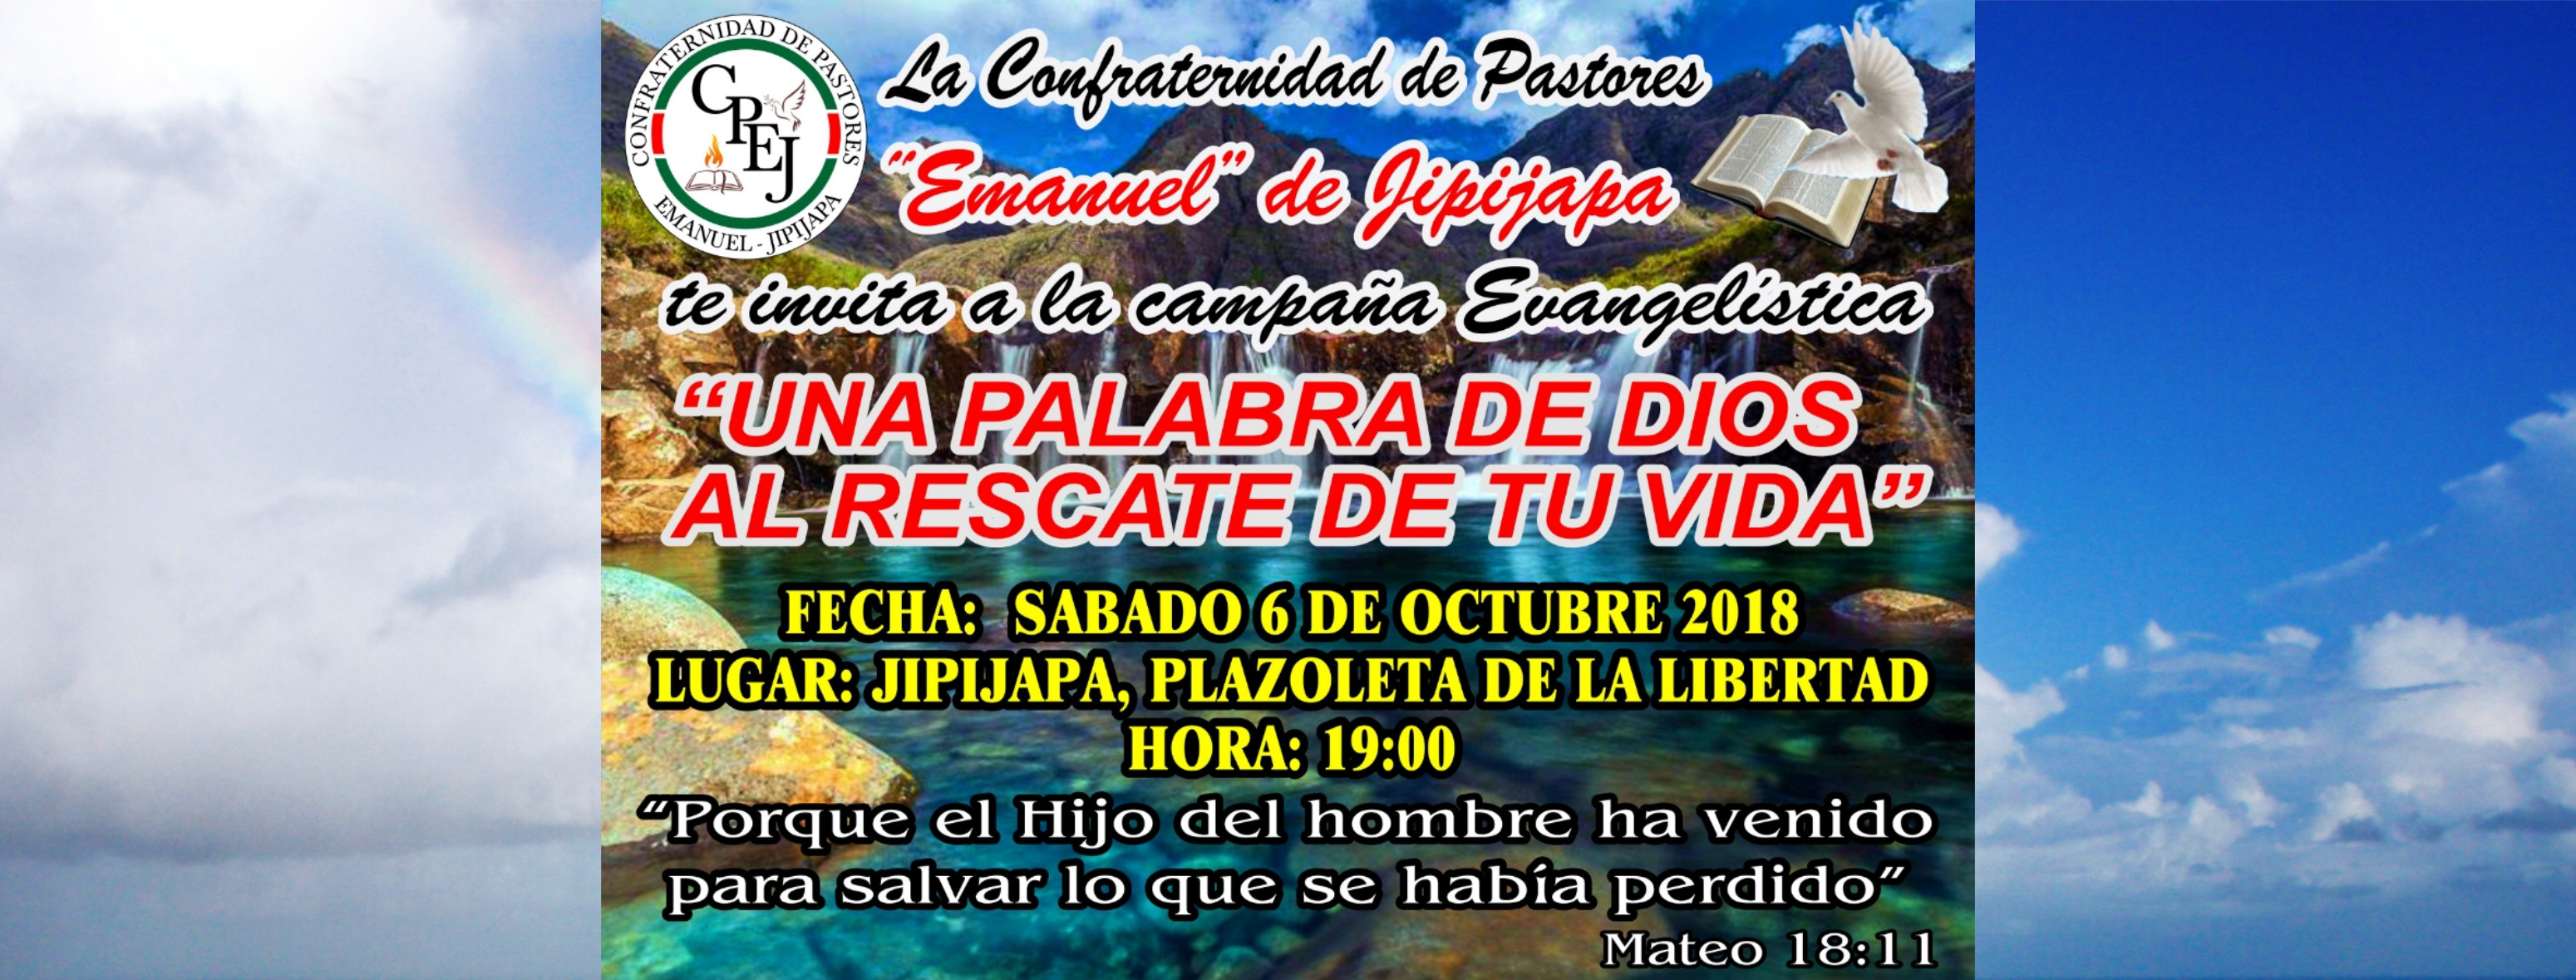 CONFRATERNIDAD DE PASTORES
CPEJ
EMANUEL - JIPIJAPA
La Confraternidad de Pastores
"Emanuel" de Jipijapa
te invita a la campaña Evangelística
“UNA PALABRA DE DIOS
AL RESCATE DE TU VIDA”
FECHA: SABADO 6 DE OCTUBRE 2018
LUGAR: JIPIJAPA, PLAZOLETA DE LA LIBERTAD
HORA: 19:00
“Porque el Hijo del hombre ha venido
para salvar lo que se había perdido”
Mateo 18:11